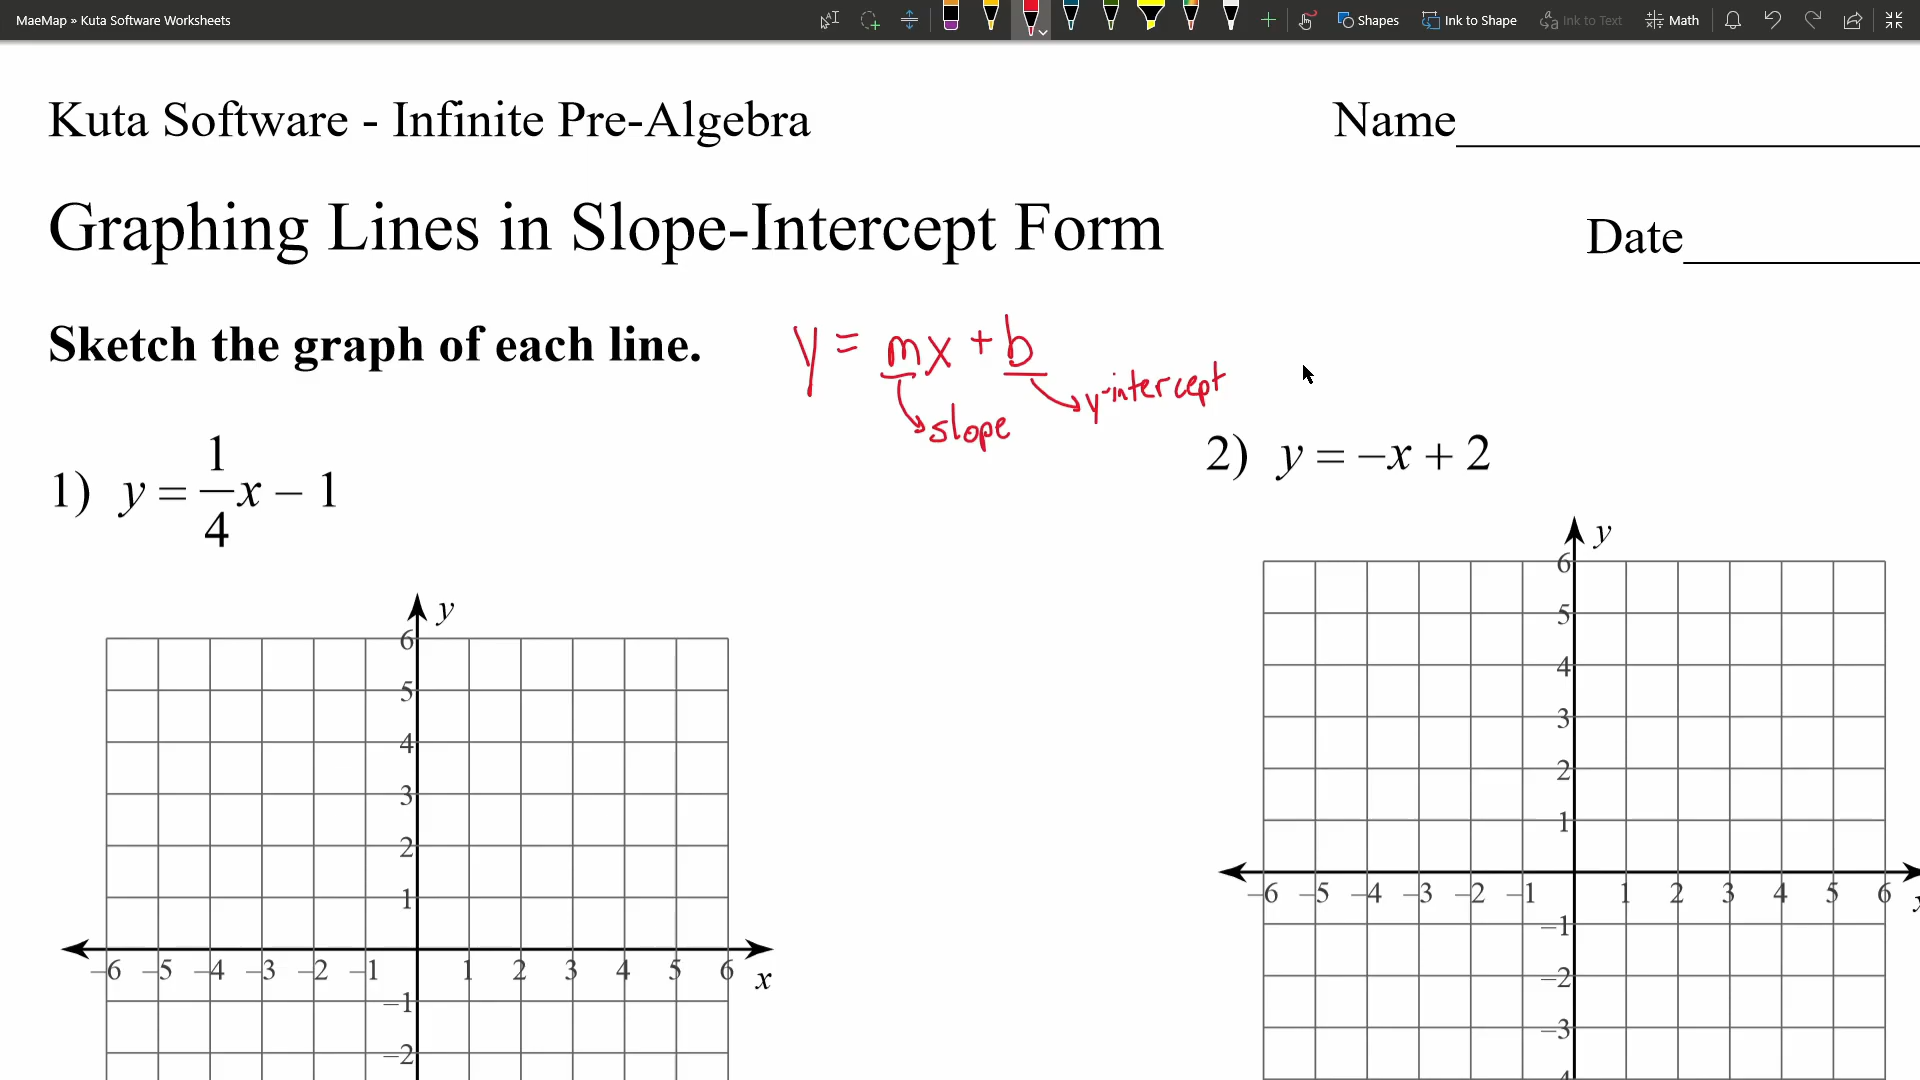 MaeMap » Kuta Software Worksheets
Shapes Ink to Shape Ink to Text Math
Kuta Software - Infinite Pre-Algebra Name
Graphing Lines in Slope-Intercept Form Date
Sketch the graph of each line.
y = mx + b
y-intercept
slope
1) y = 1/4 x − 1
2) y = −x + 2
y
6
5
4
3
2
1
−6 −5 −4 −3 −2 −1 1 2 3 4 5 6 x
−1
−2
y
6
5
4
3
2
1
−6 −5 −4 −3 −2 −1 1 2 3 4 5 6
−1
−2
−3